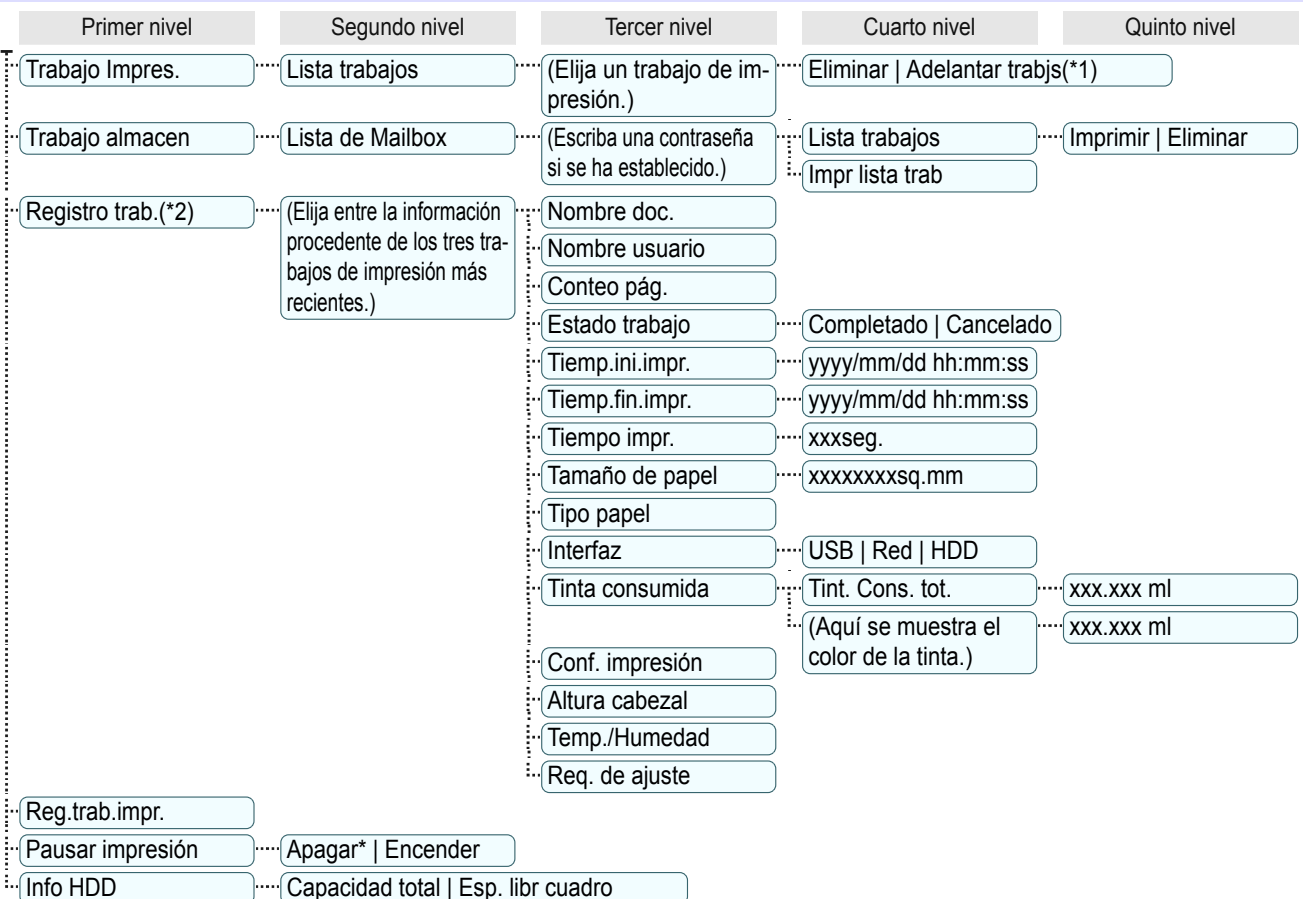 Primer nivel Segundo nivel Tercer nivel Cuarto nivel Quinto nivel
Trabajo Impres. Lista trabajos (Elija un trabajo de im- Eliminar | Adelantar trabjs(*1)
presión.)
Trabajo almacen Lista de Mailbox (Escriba una contraseña Lista trabajos Imprimir | Eliminar
si se ha establecido.) Impr lista trab
Registro trab.(*2) (Elija entre la información Nombre doc.
procedente de los tres tra- Nombre usuario
bajos de impresión más Conteo pág.
recientes.)
Estado trabajo Completado | Cancelado
Tiemp.ini.impr. yyyy/mm/dd hh:mm:ss
Tiemp.fin.impr. yyyy/mm/dd hh:mm:ss
Tiempo impr. xxxseg.
Tamaño de papel xxxxxxxxsq.mm
Tipo papel
Interfaz USB | Red | HDD
Tinta consumida Tint. Cons. tot. xxx.xxx ml
(Aquí se muestra el xxx.xxx ml
color de la tinta.)
Conf. impresión
Altura cabezal
Temp./Humedad
Req. de ajuste
Reg.trab.impr.
Pausar impresión Apagar* | Encender
Info HDD Capacidad total | Esp. libr cuadro